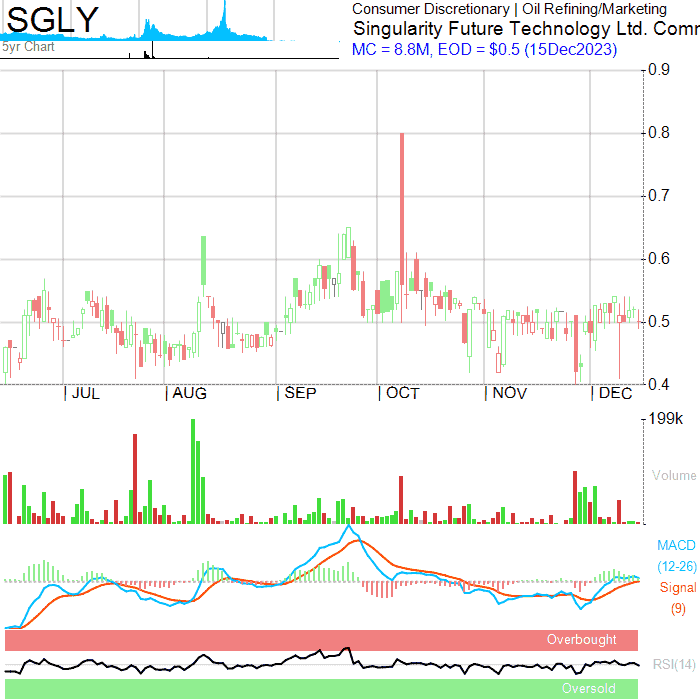 SGLY
5yr Chart
Consumer Discretionary | Oil Refining/Marketing
Singularity Future Technology Ltd. Comm
MC = 8.8M, EOD = $0.5 (15Dec2023)
0.9
0.8
0.7
0.6
0.5
0.4
| JUL | AUG | SEP | OCT | NOV | DEC
199k
Volume
MACD
(12-26)
Signal
(9)
Overbought
RSI(14)
Oversold